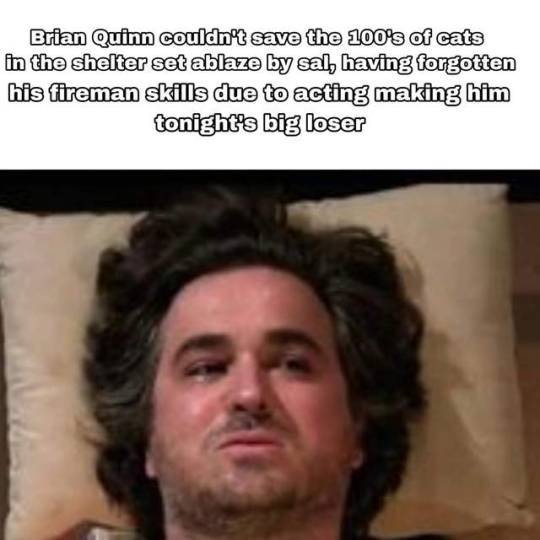 Brian Quinn couldn't save the 100's of cats
in the shelter set ablaze by sal, having forgotten
his fireman skills due to acting making him
tonight's big loser